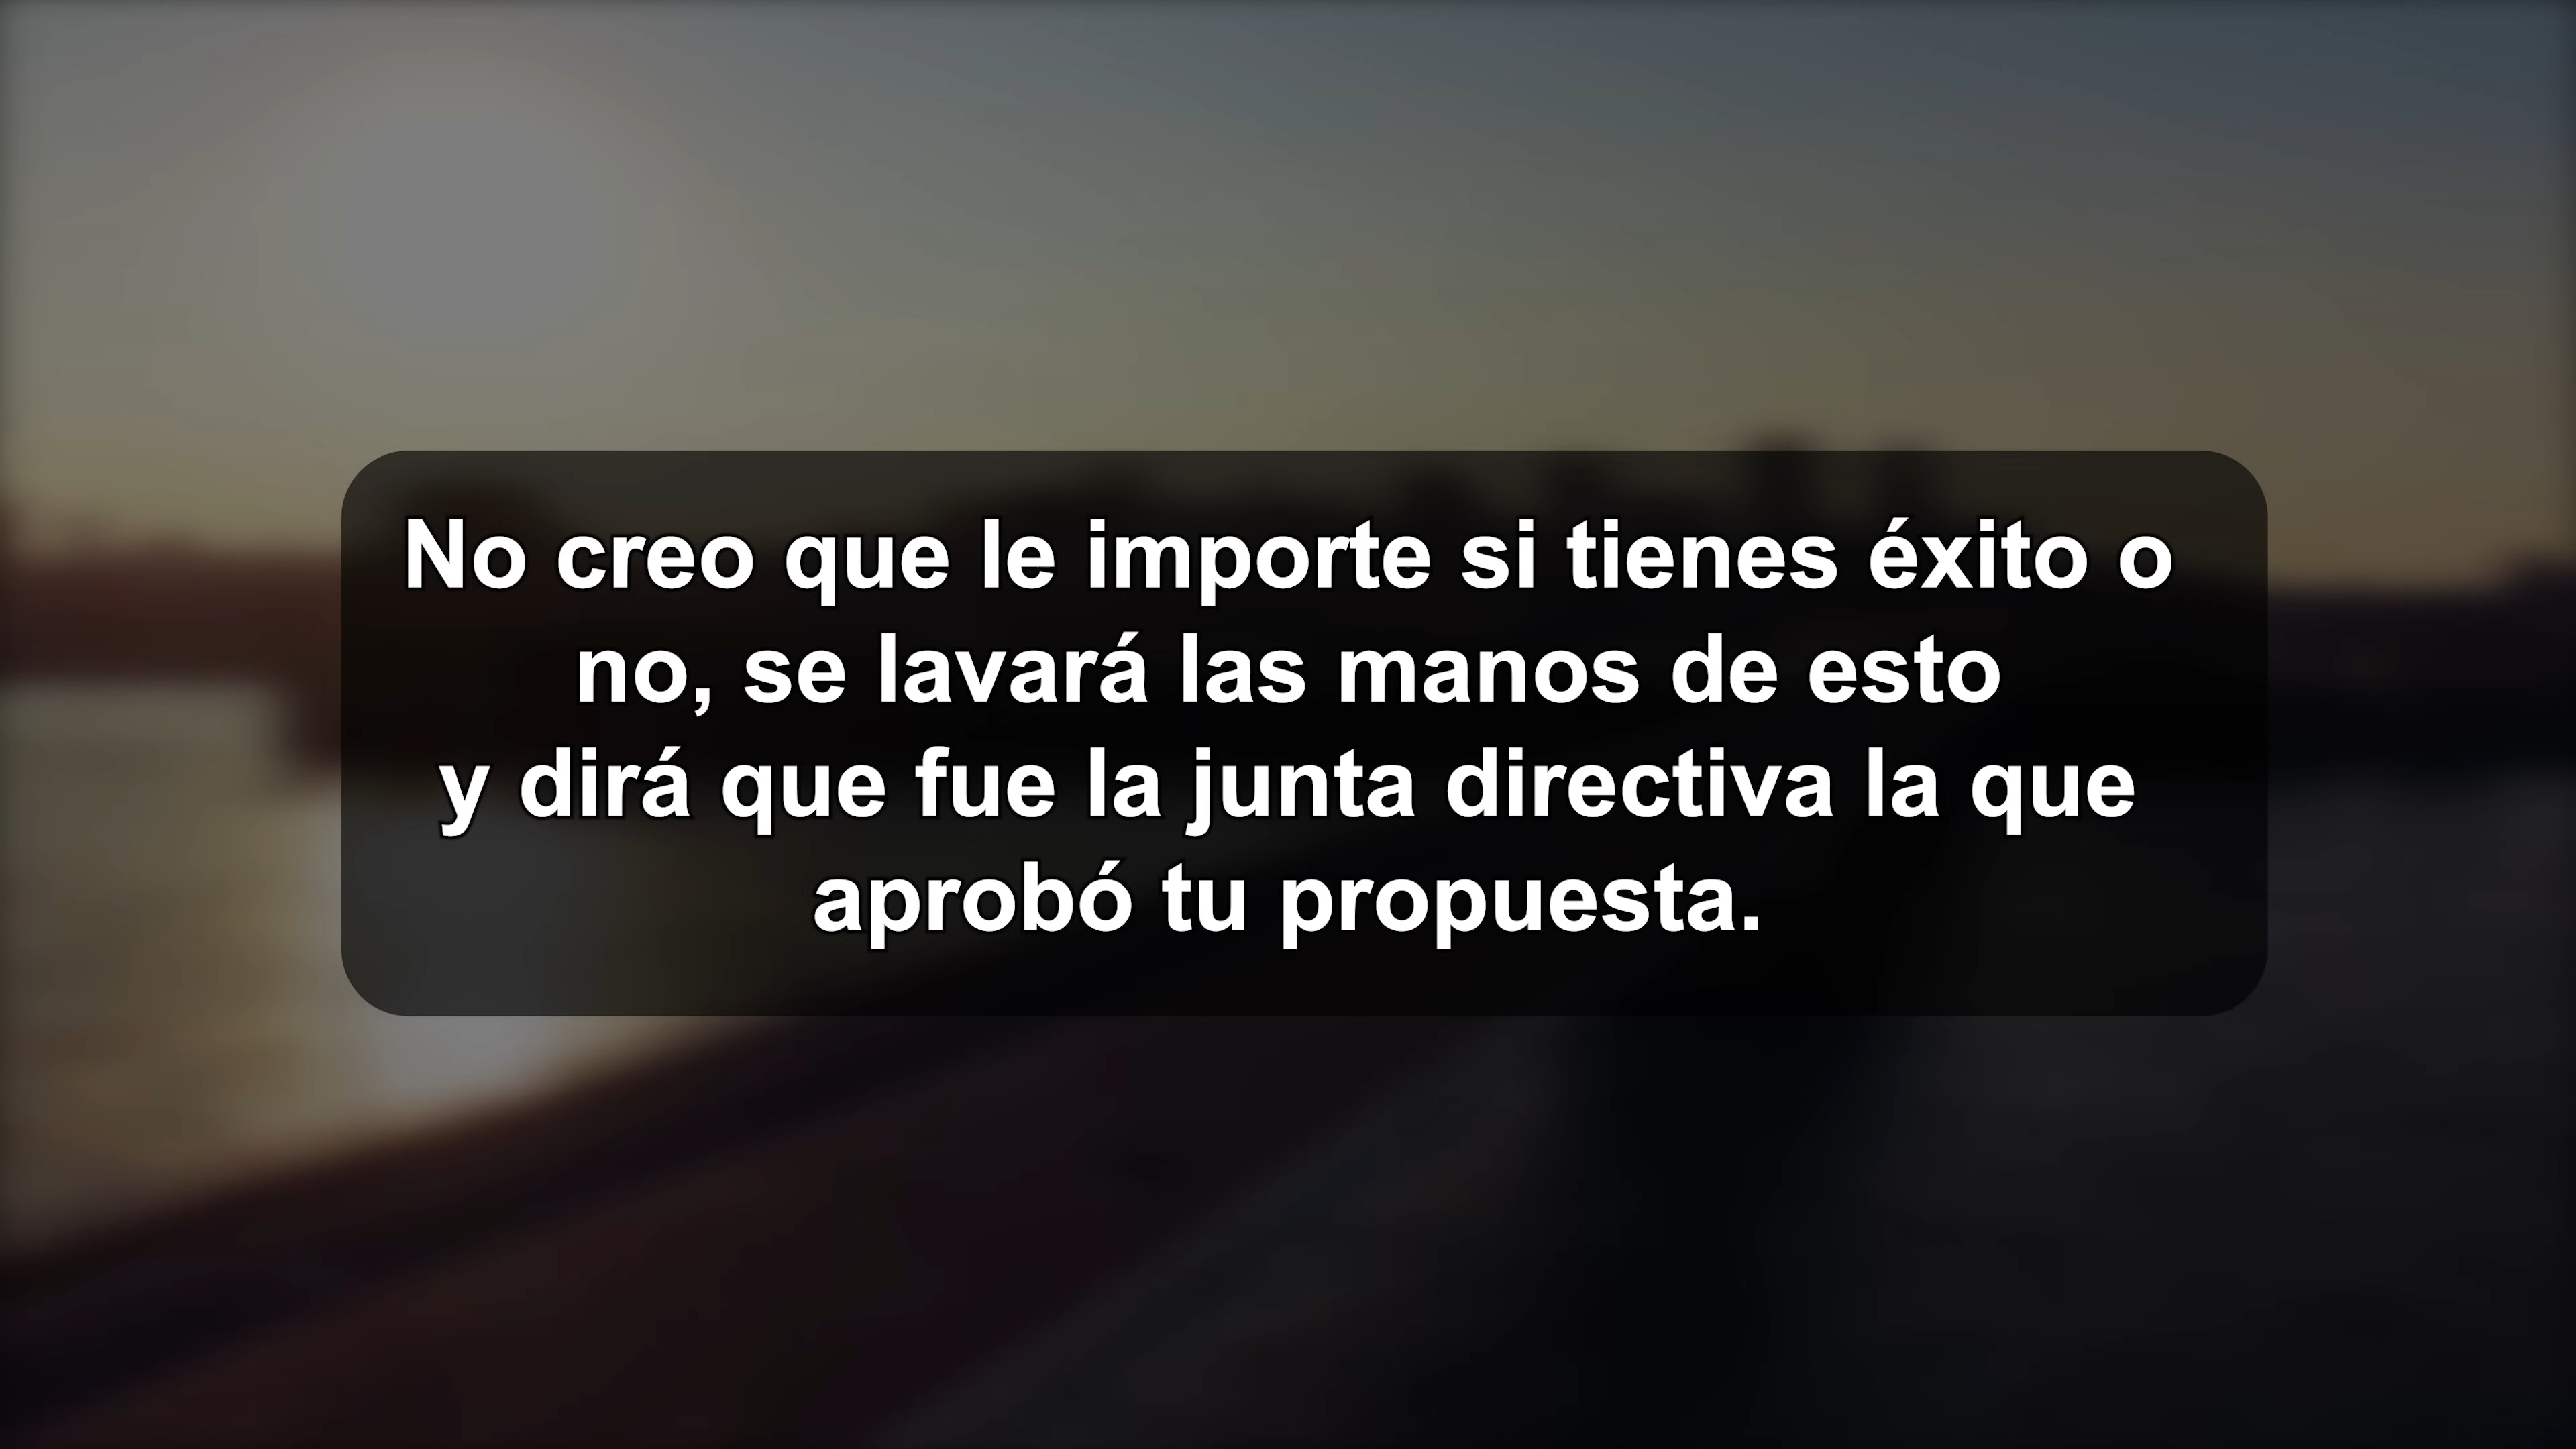 No creo que le importe si tienes éxito o
no, se lavará las manos de esto
y dirá que fue la junta directiva la que
aprobó tu propuesta.